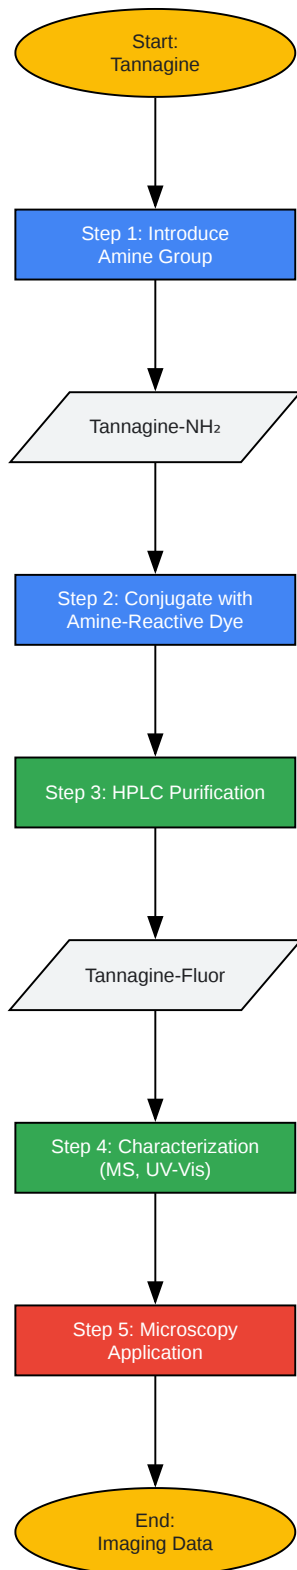 Start:
Tannagine
Step 1: Introduce
Amine Group
Tannagine-NH₂
Step 2: Conjugate with
Amine-Reactive Dye
Step 3: HPLC Purification
Tannagine-Fluor
Step 4: Characterization
(MS, UV-Vis)
Step 5: Microscopy
Application
End:
Imaging Data